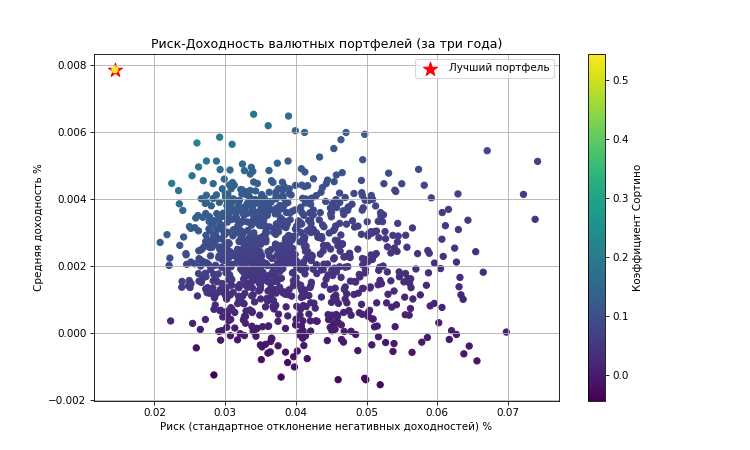 Риск-Доходность валютных портфелей (за три года)
Лучший портфель
0.008
0.006
0.004
0.002
0.000
−0.002
Средняя доходность %
0.02 0.03 0.04 0.05 0.06 0.07
Риск (стандартное отклонение негативных доходностей) %
0.5
0.4
0.3
0.2
0.1
0.0
Коэффициент Сортино